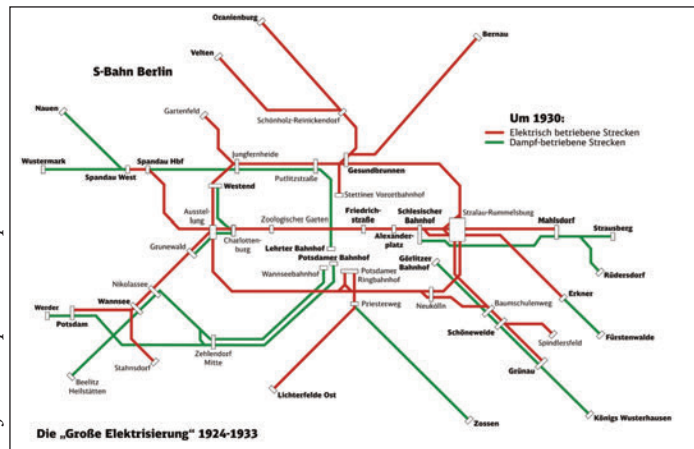 Oranienburg
Bernau
Velten
S-Bahn Berlin
Gartenfeld
Nauen
Schönholz-Reinickendorf
Um 1930:
Elektrisch betriebene Strecken
Dampf-betriebene Strecken
Wustermark
Spandau West
Spandau Hbf
Jungfernheide
Putlitzstraße
Gesundbrunnen
Westend
Stettiner Vorortbahnhof
Ausstel-
lung
Zoologischer Garten
Friedrich-
straße
Schlesischer
Bahnhof
Stralau-Rummelsburg
Mahlsdorf
Strausberg
Grunewald
Charlotten-
burg
Lehrter Bahnhof
Alexander-
platz
Potsdamer Bahnhof
Görlitzer
Bahnhof
Rüdersdorf
Nikolassee
Wannseebahnhof
Potsdamer
Ringbahnhof
Erkner
Werder
Wannsee
Priesterweg
Neukölln
Baumschulenweg
Potsdam
Schöneweide
Fürstenwalde
Zehlendorf
Mitte
Spindlersfeld
Stahnsdorf
Beelitz
Heilstätten
Grünau
Lichterfelde Ost
Zossen
Königs Wusterhausen
Die „Große Elektrisierung" 1924-1933